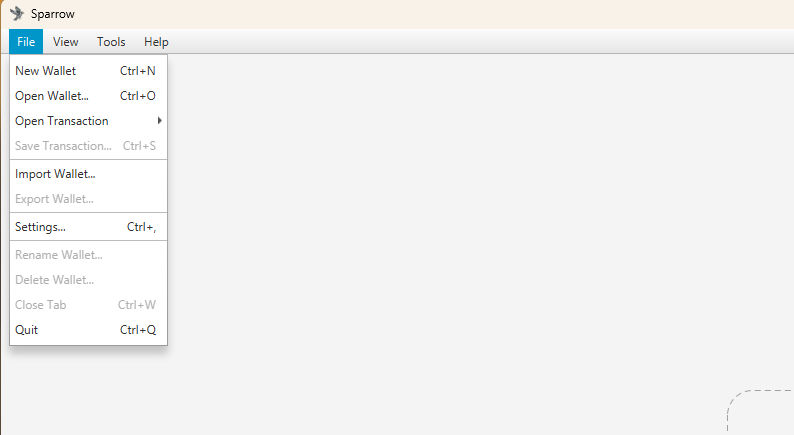 Sparrow
File View Tools Help
New Wallet Ctrl+N
Open Wallet... Ctrl+O
Open Transaction
Save Transaction... Ctrl+S
Import Wallet...
Export Wallet...
Settings... Ctrl+,
Rename Wallet...
Delete Wallet...
Close Tab Ctrl+W
Quit Ctrl+Q